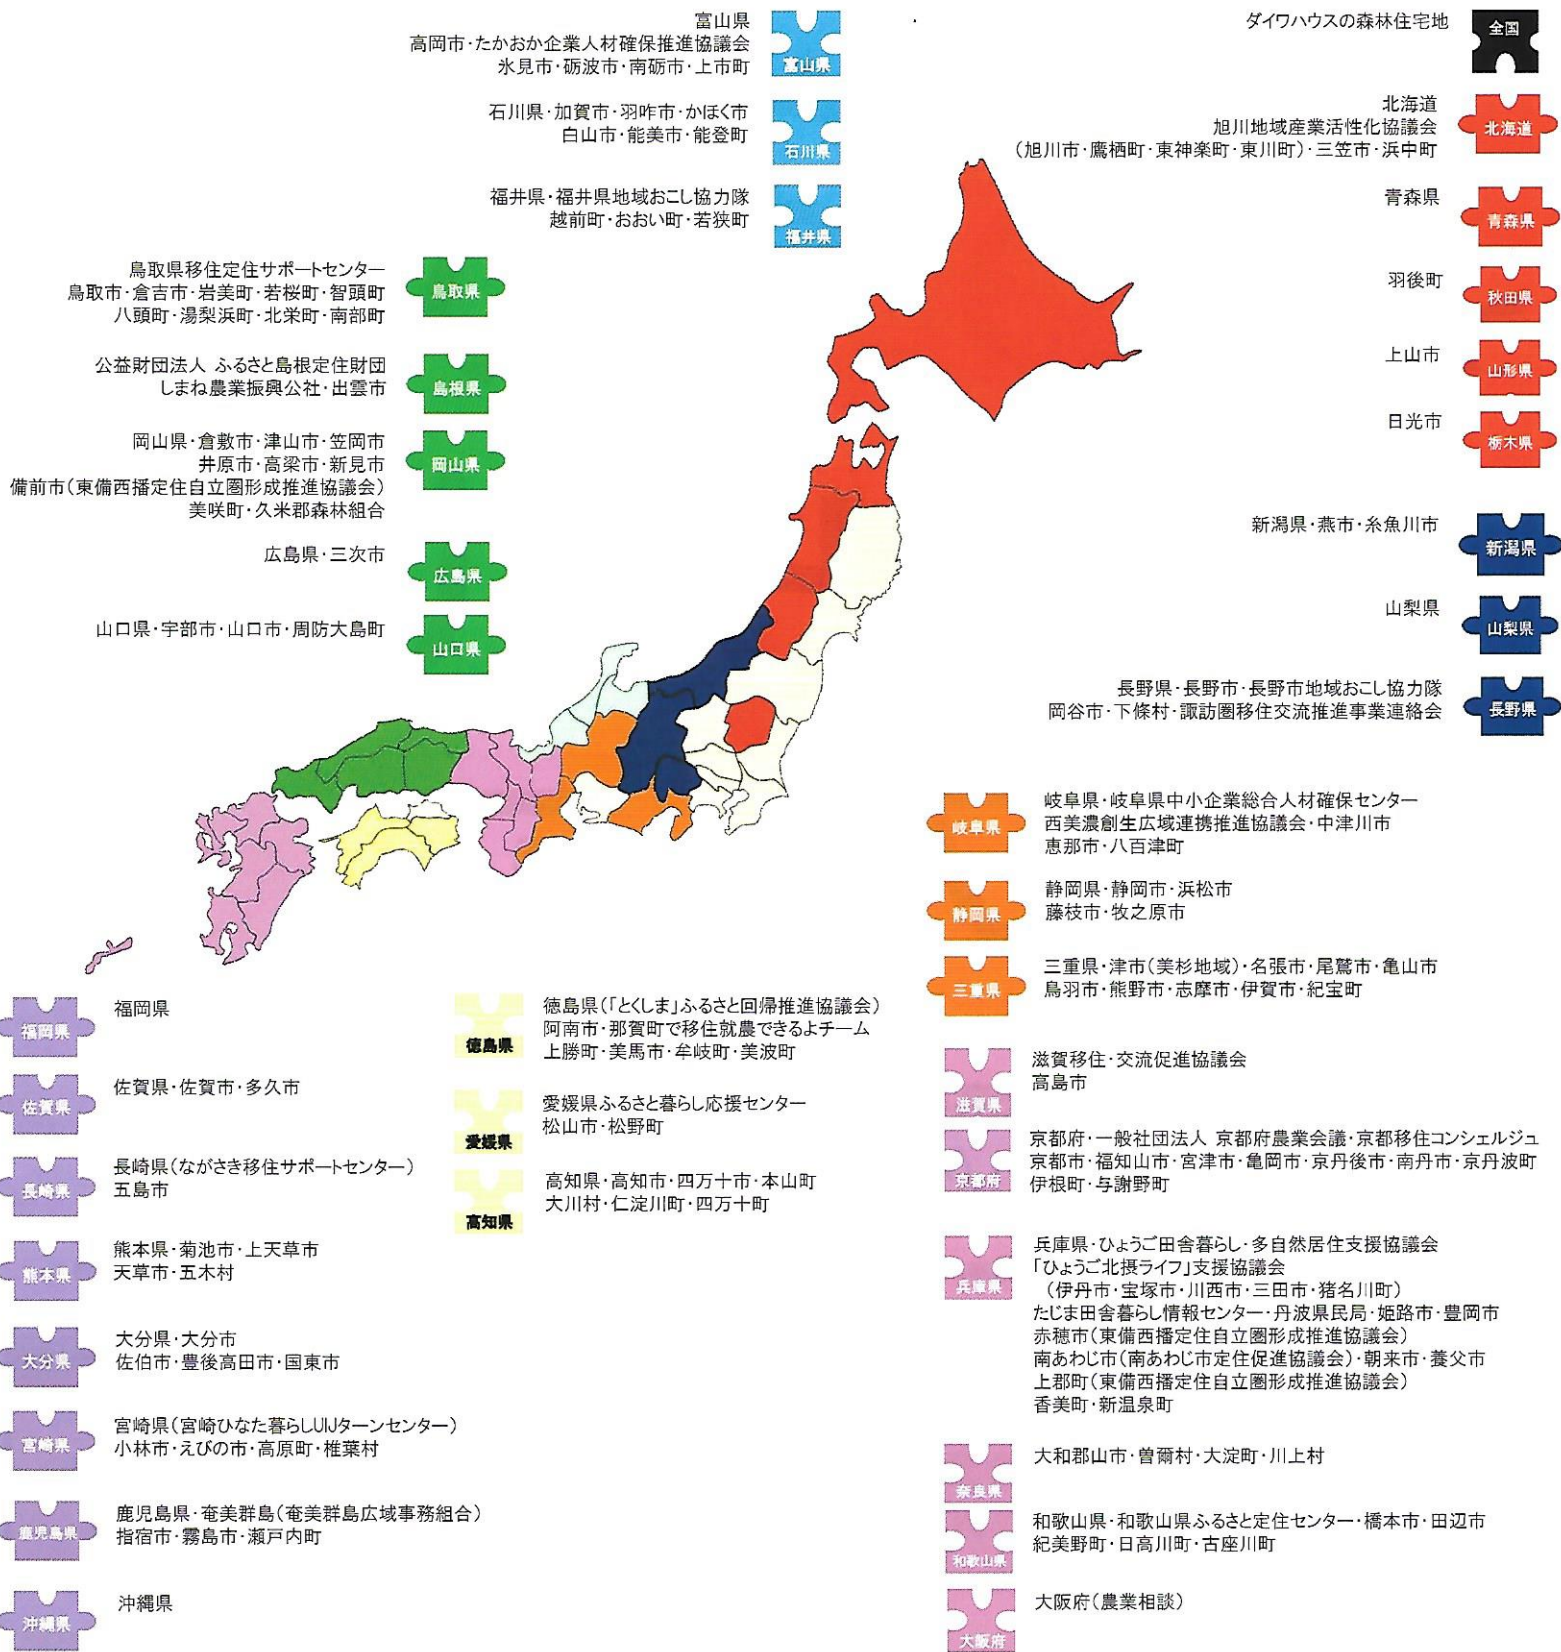 富山県
高岡市・たかおか企業人材確保推進協議会
氷見市・砺波市・南砺市・上市町
富山県
石川県・加賀市・羽咋市・かほく市
白山市・能美市・能登町
石川県
福井県・福井県地域おこし協力隊
越前町・おおい町・若狭町
福井県
ダイワハウスの森林住宅地
全国
北海道
旭川地域産業活性化協議会
（旭川市・鷹栖町・東神楽町・東川町）・三笠市・浜中町
北海道
青森県
青森県
羽後町
秋田県
上山市
山形県
日光市
栃木県
新潟県・燕市・糸魚川市
新潟県
山梨県
山梨県
長野県・長野市・長野市地域おこし協力隊
岡谷市・下條村・諏訪圏移住交流推進事業連絡会
長野県
鳥取県移住定住サポートセンター
鳥取市・倉吉市・岩美町・若桜町・智頭町
八頭町・湯梨浜町・北栄町・南部町
鳥取県
公益財団法人 ふるさと島根定住財団
しまね農業振興公社・出雲市
島根県
岡山県・倉敷市・津山市・笠岡市
井原市・高梁市・新見市
備前市（東備西播定住自立圏形成推進協議会）
美咲町・久米郡森林組合
岡山県
広島県・三次市
広島県
山口県・宇部市・山口市・周防大島町
山口県
岐阜県
岐阜県・岐阜県中小企業総合人材確保センター
西美濃創生広域連携推進協議会・中津川市
恵那市・八百津町
静岡県
静岡県・静岡市・浜松市
藤枝市・牧之原市
三重県
三重県・津市（美杉地域）・名張市・尾鷲市・亀山市
鳥羽市・熊野市・志摩市・伊賀市・紀宝町
滋賀県
滋賀移住・交流促進協議会
高島市
京都府
京都府・一般社団法人 京都府農業会議・京都移住コンシェルジュ
京都市・福知山市・宮津市・亀岡市・京丹後市・南丹市・京丹波町
伊根町・与謝野町
兵庫県
兵庫県・ひょうご田舎暮らし・多自然居住支援協議会
「ひょうご北摂ライフ」支援協議会
（伊丹市・宝塚市・川西市・三田市・猪名川町）
たじま田舎暮らし情報センター・丹波県民局・姫路市・豊岡市
赤穂市（東備西播定住自立圏形成推進協議会）
南あわじ市（南あわじ市定住促進協議会）・朝来市・養父市
上郡町（東備西播定住自立圏形成推進協議会）
香美町・新温泉町
奈良県
大和郡山市・曽爾村・大淀町・川上村
和歌山県
和歌山県・和歌山県ふるさと定住センター・橋本市・田辺市
紀美野町・日高川町・古座川町
大阪府
大阪府（農業相談）
徳島県
徳島県（「とくしま」ふるさと回帰推進協議会）
阿南市・那賀町で移住就農できるよチーム
上勝町・美馬市・牟岐町・美波町
愛媛県
愛媛県ふるさと暮らし応援センター
松山市・松野町
高知県
高知県・高知市・四万十市・本山町
大川村・仁淀川町・四万十町
福岡県
福岡県
佐賀県
佐賀県・佐賀市・多久市
長崎県
長崎県（ながさき移住サポートセンター）
五島市
熊本県
熊本県・菊池市・上天草市
天草市・五木村
大分県
大分県・大分市
佐伯市・豊後高田市・国東市
宮崎県
宮崎県（宮崎ひなた暮らしUIJターンセンター）
小林市・えびの市・高原町・椎葉村
鹿児島県
鹿児島県・奄美群島（奄美群島広域事務組合）
指宿市・霧島市・瀬戸内町
沖縄県
沖縄県